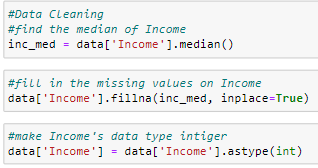 #Data Cleaning
#find the median of Income
inc_med = data['Income'].median()
#fill in the missing values on Income
data['Income'].fillna(inc_med, inplace=True)
#make Income's data type intiger
data['Income'] = data['Income'].astype(int)